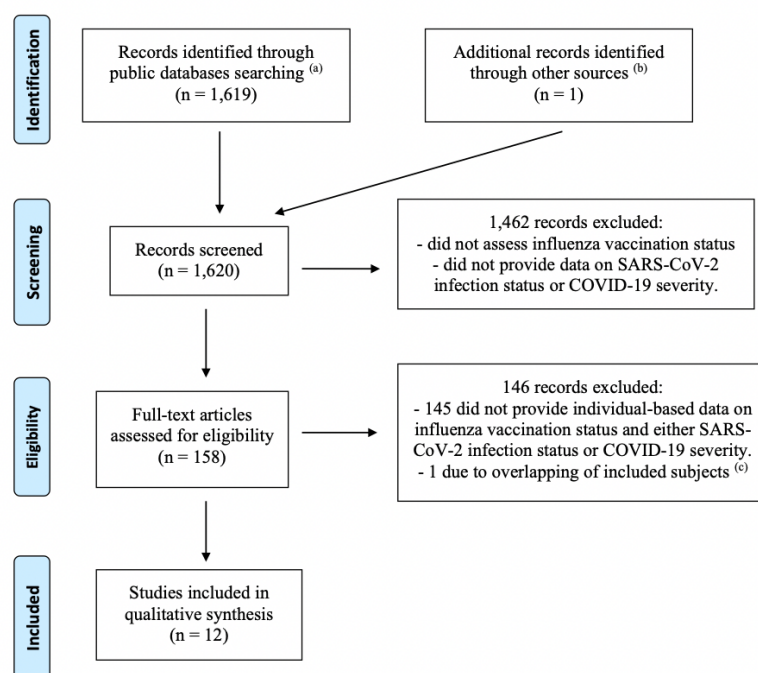 Identification
Records identified through
public databases searching (a)
(n = 1,619)
Additional records identified
through other sources (b)
(n = 1)
Screening
Records screened
(n = 1,620)
1,462 records excluded:
- did not assess influenza vaccination status
- did not provide data on SARS-CoV-2
infection status or COVID-19 severity.
Eligibility
Full-text articles
assessed for eligibility
(n = 158)
146 records excluded:
- 145 did not provide individual-based data on
influenza vaccination status and either SARS-
CoV-2 infection status or COVID-19 severity.
- 1 due to overlapping of included subjects (c)
Included
Studies included in
qualitative synthesis
(n = 12)